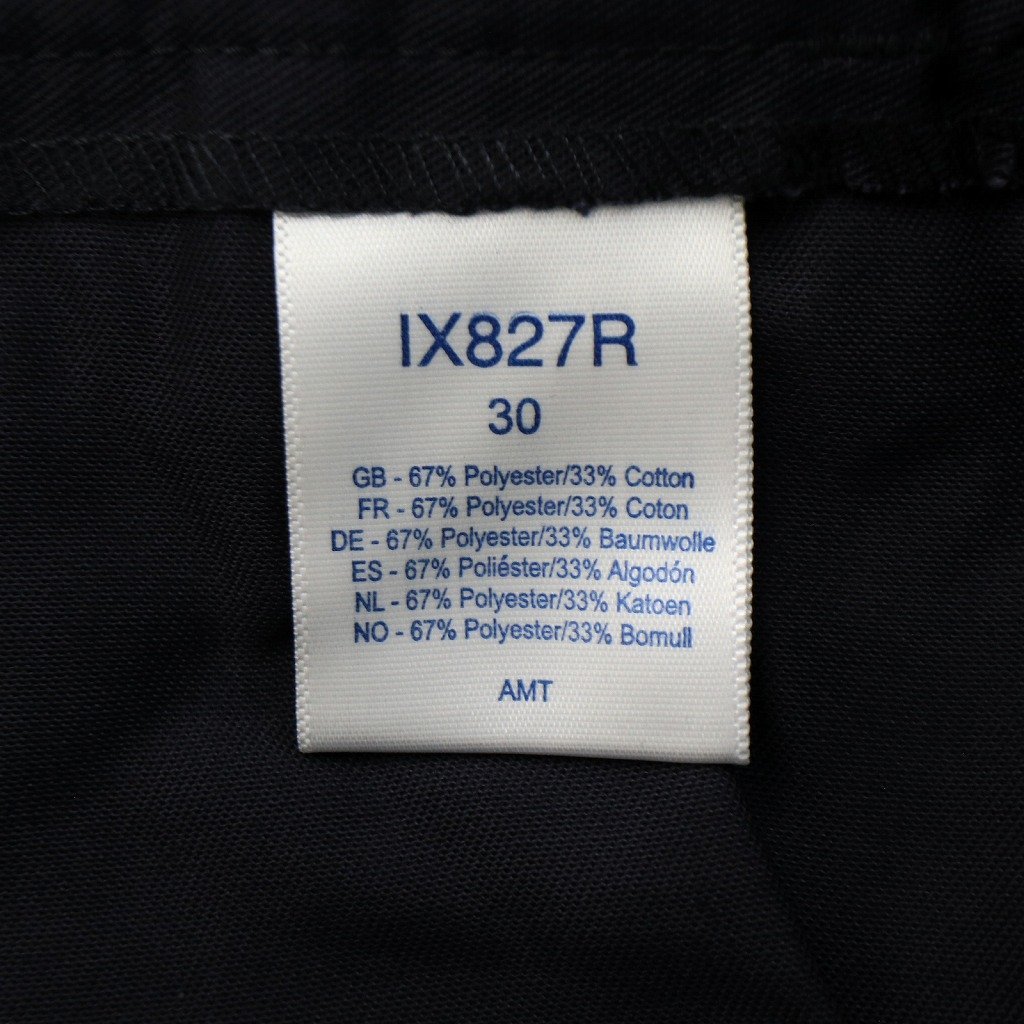 IX827R
30
GB - 67% Polyester/33% Cotton
FR - 67% Polyester/33% Coton
DE - 67% Polyester/33% Baumwolle
ES - 67% Poliéster/33% Algodón
NL - 67% Polyester/33% Katoen
NO - 67% Polyester/33% Bomull
AMT